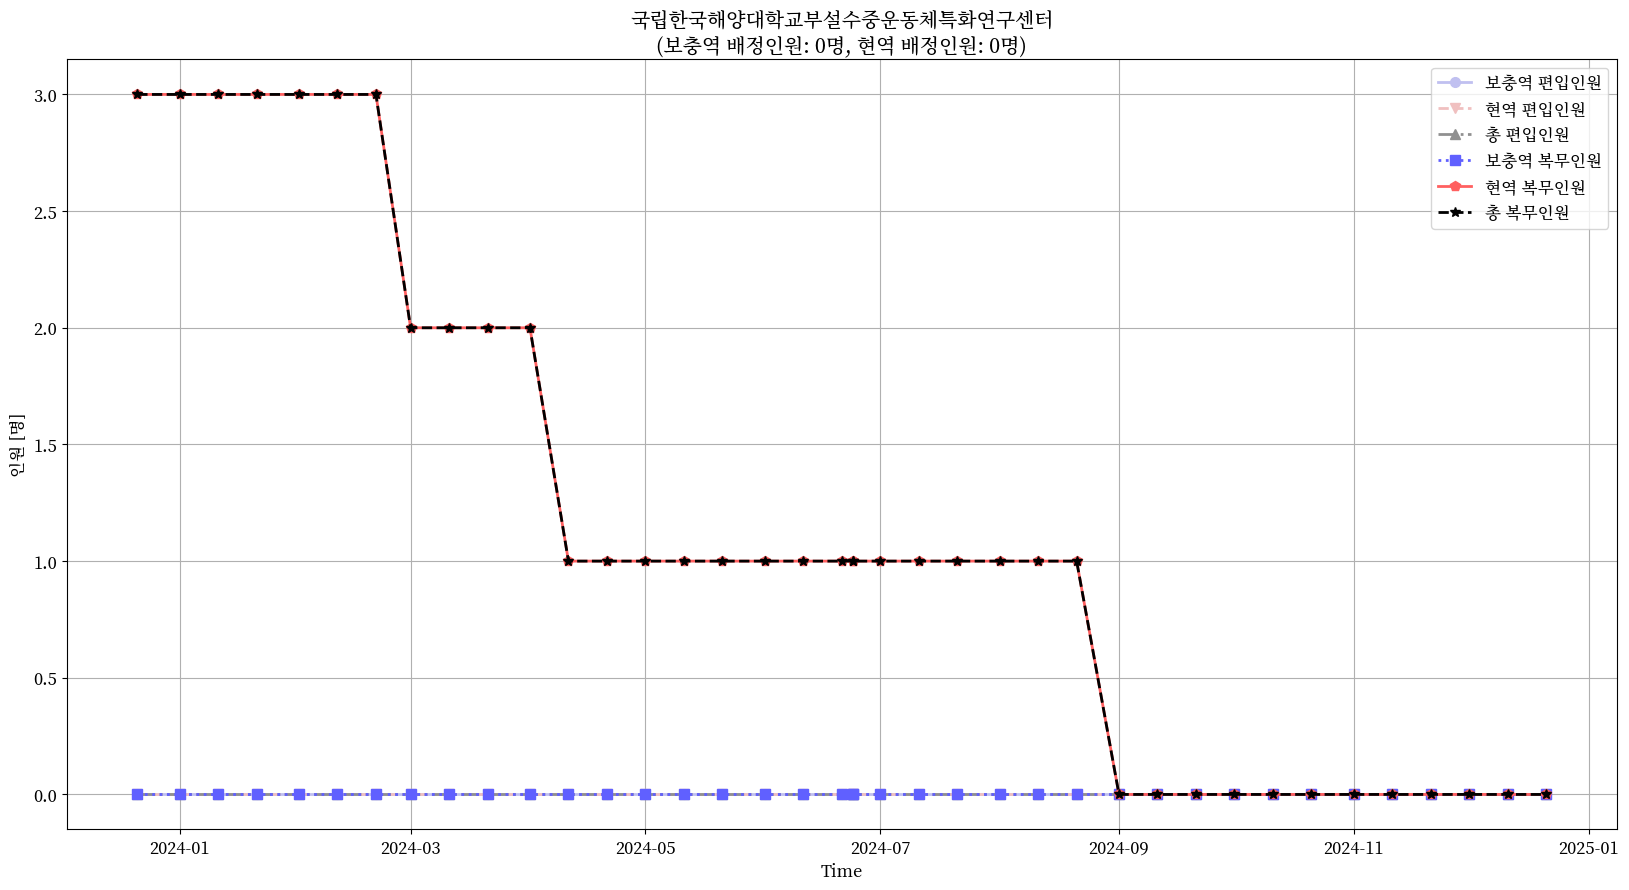 국립한국해양대학교부설수중운동체특화연구센터
(보충역 배정인원: 0명, 현역 배정인원: 0명)
보충역 편입인원
현역 편입인원
총 편입인원
보충역 복무인원
현역 복무인원
총 복무인원
인원 [명]
3.0
2.5
2.0
1.5
1.0
0.5
0.0
2024-01
2024-03
2024-05
2024-07
2024-09
2024-11
2025-01
Time